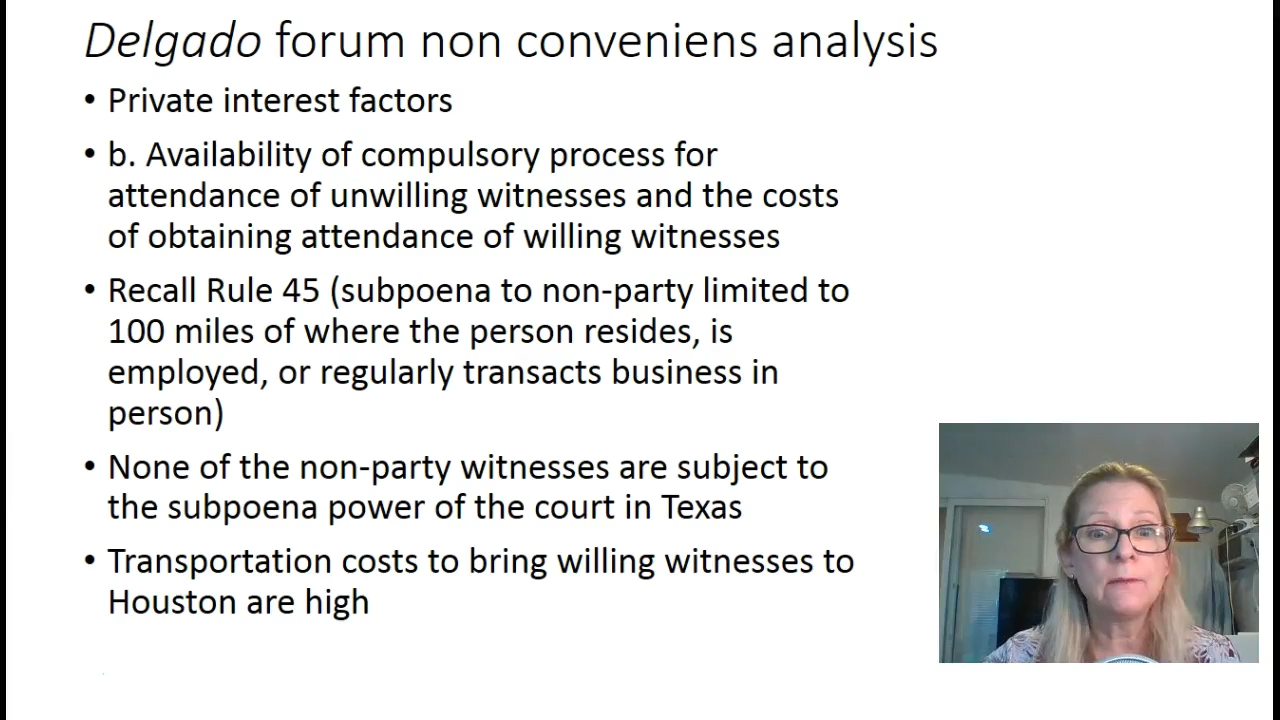 Delgado forum non conveniens analysis
• Private interest factors
• b. Availability of compulsory process for
attendance of unwilling witnesses and the costs
of obtaining attendance of willing witnesses
• Recall Rule 45 (subpoena to non-party limited to
100 miles of where the person resides, is
employed, or regularly transacts business in
person)
• None of the non-party witnesses are subject to
the subpoena power of the court in Texas
• Transportation costs to bring willing witnesses to
Houston are high